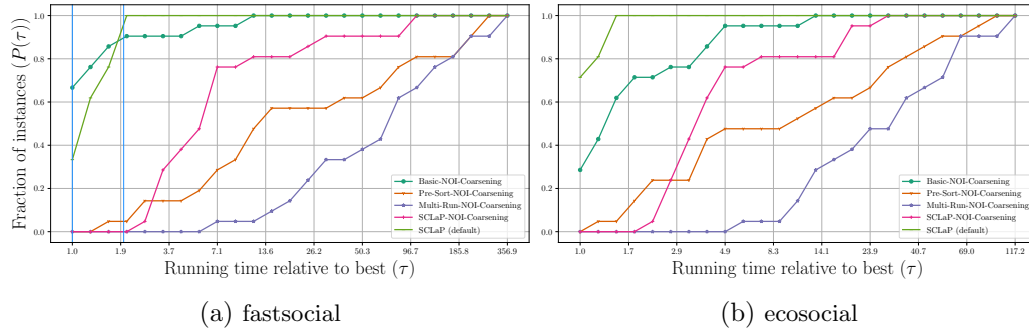 Fraction of instances (P(τ))
1.0
0.8
0.6
0.4
0.2
0.0
1.0 1.9 3.7 7.1 13.6 26.2 50.3 96.7 185.8 356.9
Running time relative to best (τ)
Basic-NOI-Coarsening
Pre-Sort-NOI-Coarsening
Multi-Run-NOI-Coarsening
SCLaP-NOI-Coarsening
SCLaP (default)
(a) fastsocial
1.0
0.8
0.6
0.4
0.2
0.0
1.0 1.7 2.9 4.9 8.3 14.1 23.9 40.7 69.0 117.2
Running time relative to best (τ)
Basic-NOI-Coarsening
Pre-Sort-NOI-Coarsening
Multi-Run-NOI-Coarsening
SCLaP-NOI-Coarsening
SCLaP (default)
(b) ecosocial